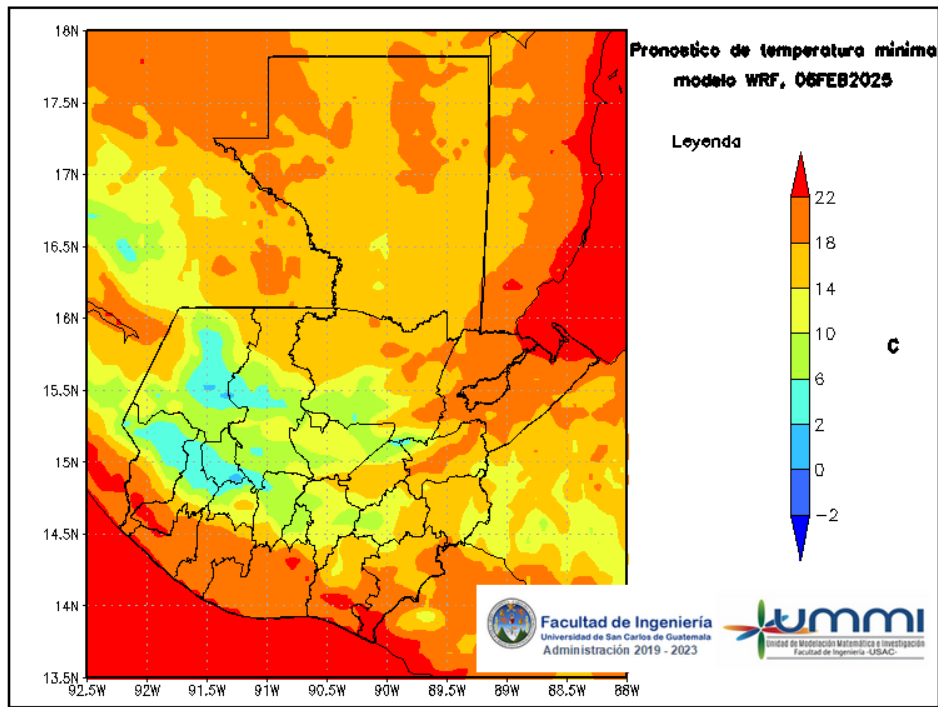 Pronostico de temperatura minima
modelo WRF, 06FEB2025
Leyenda
22
18
14
10
6
2
0
−2
C
18N
17.5N
17N
16.5N
16N
15.5N
15N
14.5N
14N
13.5N
92.5W 92W 91.5W 91W 90.5W 90W 89.5W 89W 88.5W 88W
Facultad de Ingeniería
Universidad de San Carlos de Guatemala
Administración 2019 - 2023
ummi
Unidad de Modelación Matemática e Investigación
Facultad de Ingeniería -USAC-